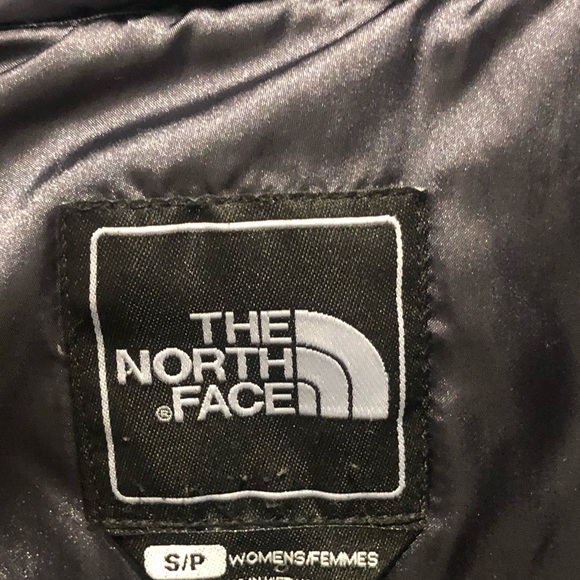 THE
NORTH
® FACE
S/P WOMENS/FEMMES